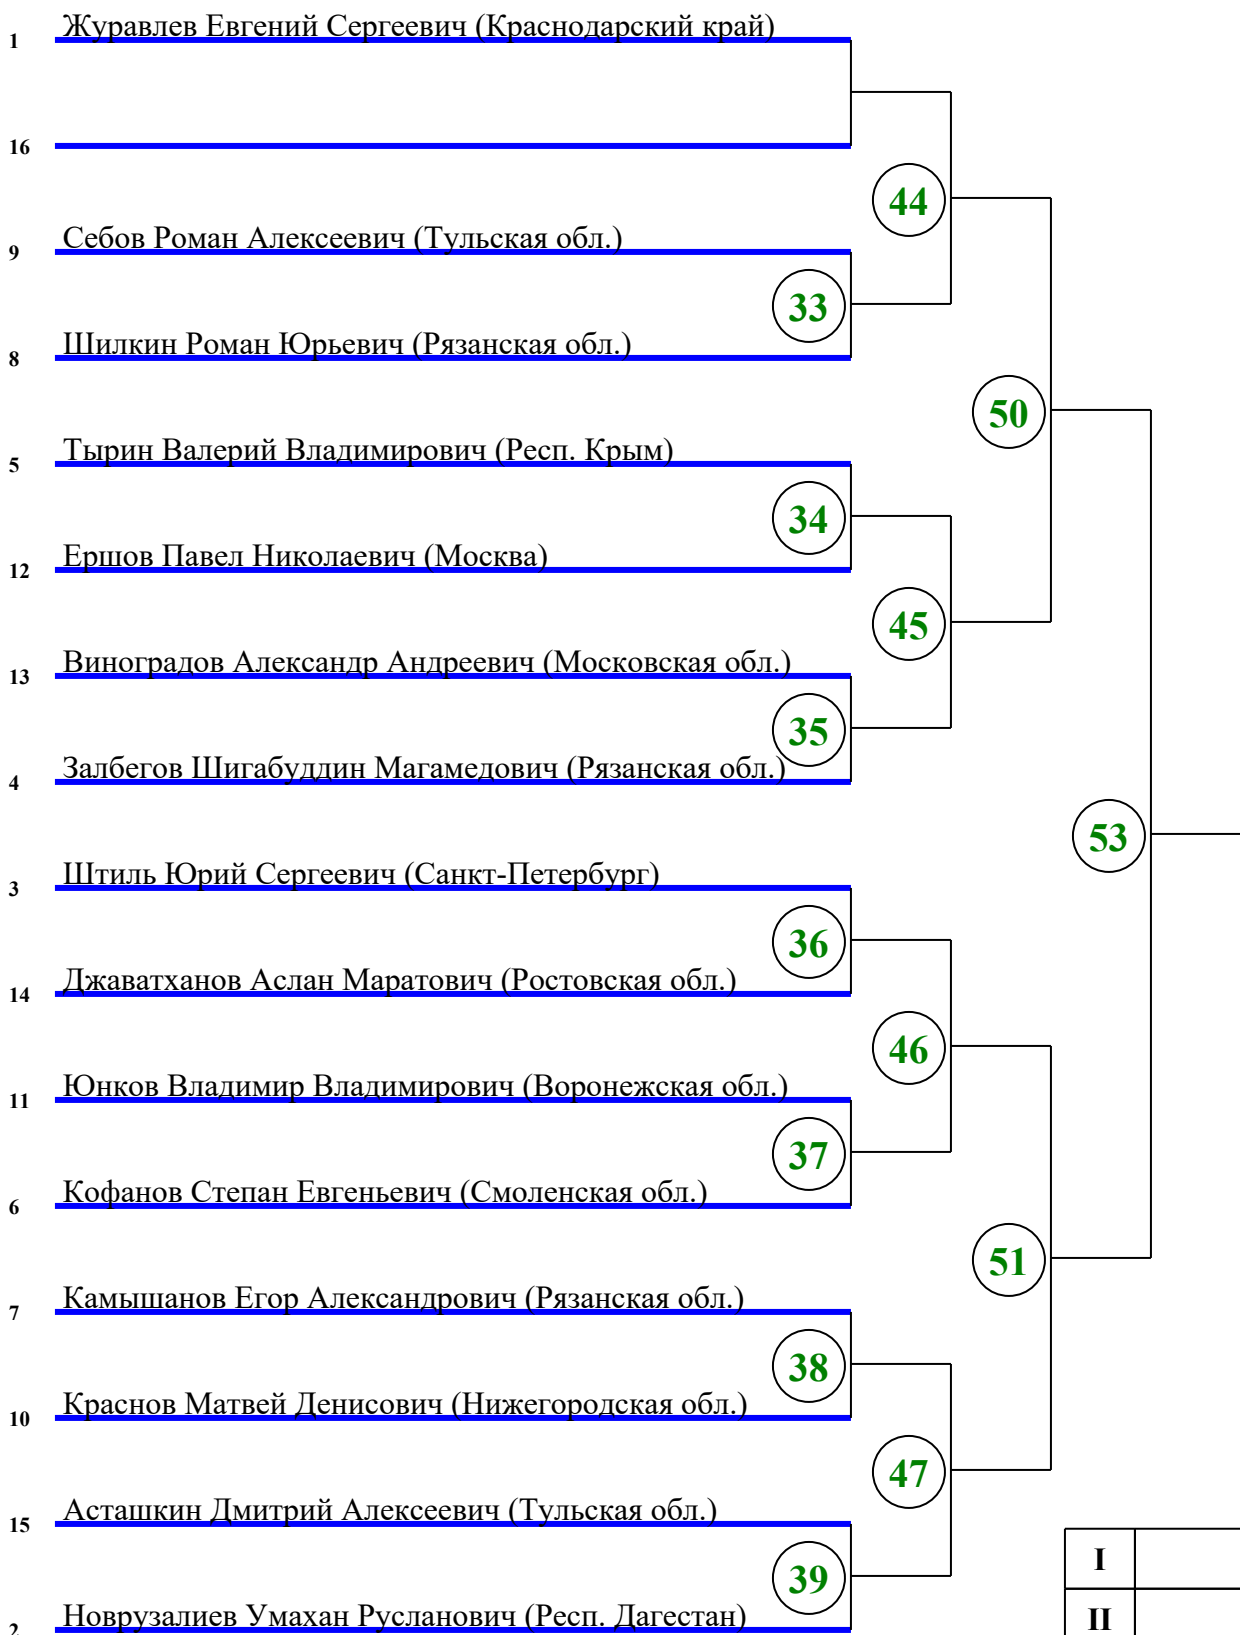 1 Журавлев Евгений Сергеевич (Краснодарский край)
16
44
9 Себов Роман Алексеевич (Тульская обл.)
33
8 Шилкин Роман Юрьевич (Рязанская обл.)
50
5 Тырин Валерий Владимирович (Респ. Крым)
34
12 Ершов Павел Николаевич (Москва)
45
13 Виноградов Александр Андреевич (Московская обл.)
35
4 Залбегов Шигабуддин Магамедович (Рязанская обл.)
53
3 Штиль Юрий Сергеевич (Санкт-Петербург)
36
14 Джаватханов Аслан Маратович (Ростовская обл.)
46
11 Юнков Владимир Владимирович (Воронежская обл.)
37
6 Кофанов Степан Евгеньевич (Смоленская обл.)
51
7 Камышанов Егор Александрович (Рязанская обл.)
38
10 Краснов Матвей Денисович (Нижегородская обл.)
47
15 Асташкин Дмитрий Алексеевич (Тульская обл.)
I
39
2 Новрузалиев Умахан Русланович (Респ. Дагестан)
II